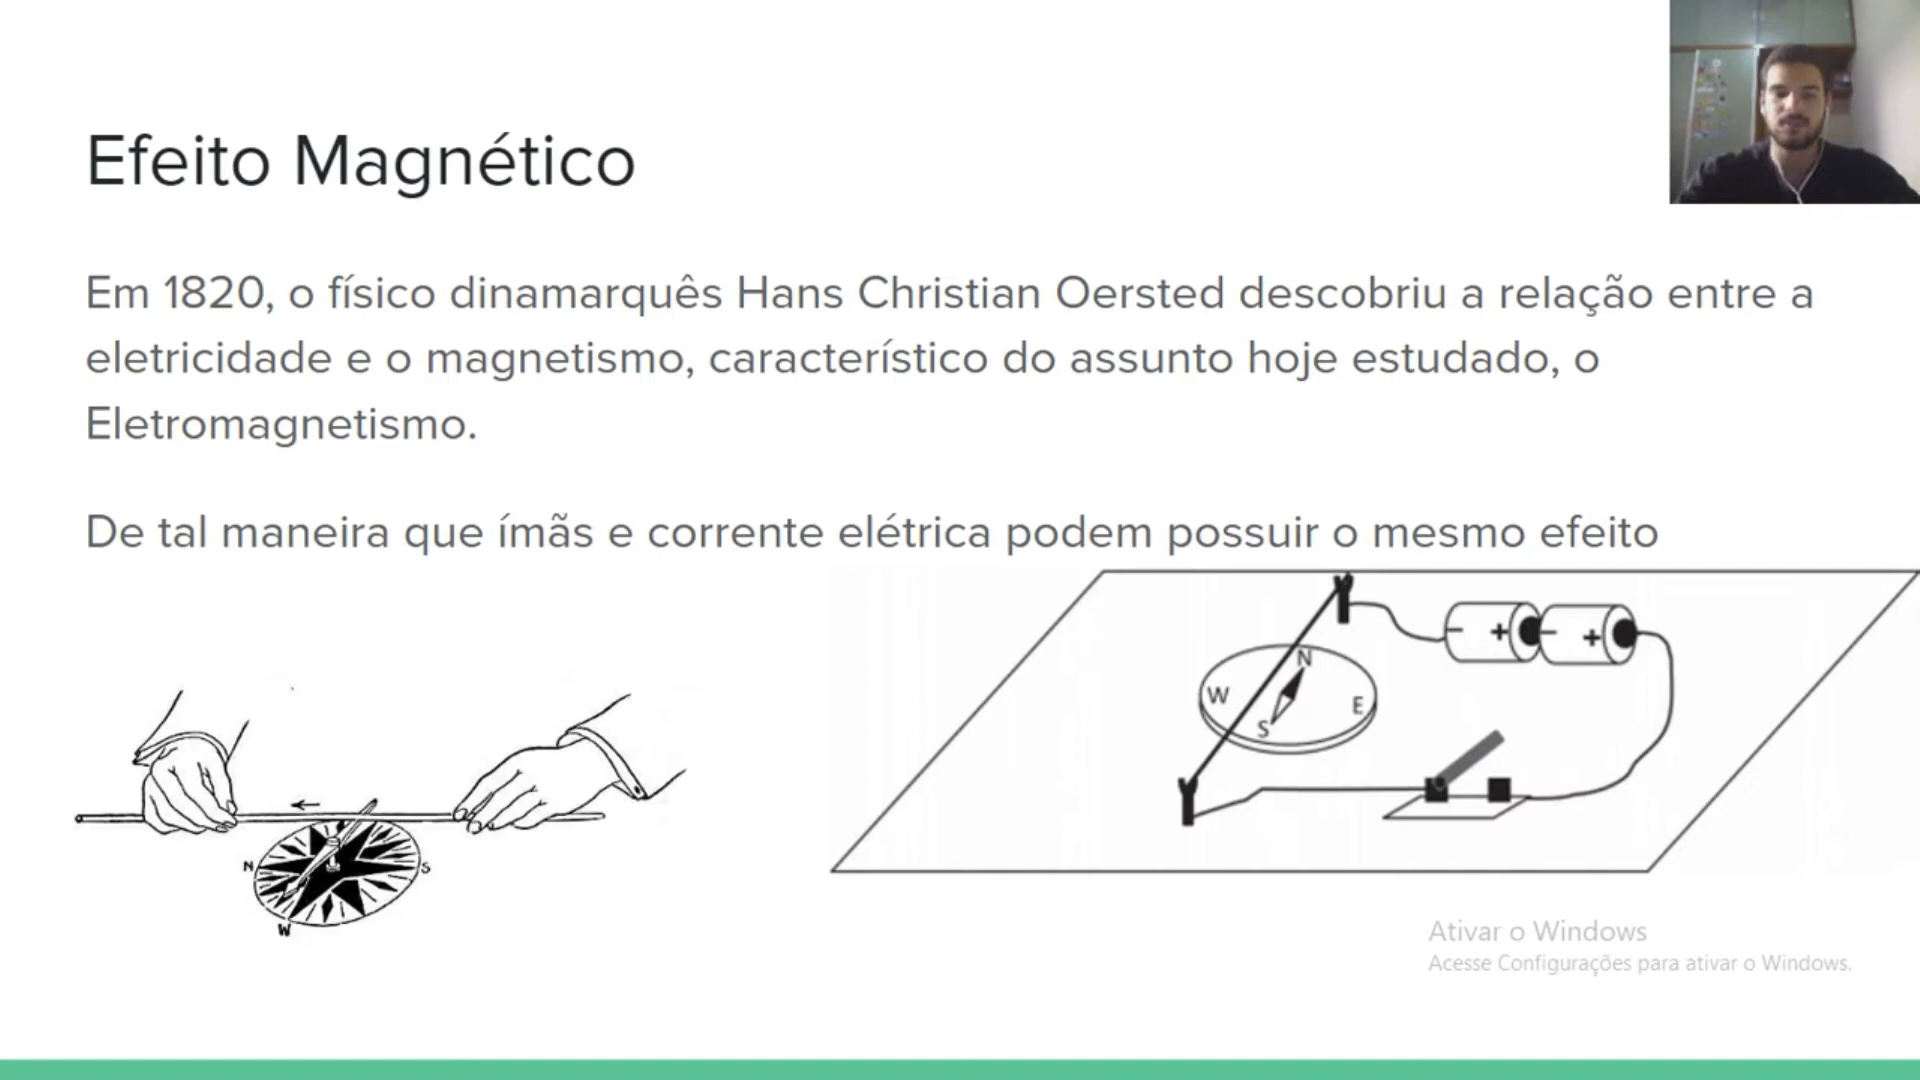 Efeito Magnético
Em 1820, o físico dinamarquês Hans Christian Oersted descobriu a relação entre a
eletricidade e o magnetismo, característico do assunto hoje estudado, o
Eletromagnetismo.
De tal maneira que ímãs e corrente elétrica podem possuir o mesmo efeito
N
S
W
N
W
E
S
- + - +
Ativar o Windows
Acesse Configurações para ativar o Windows.